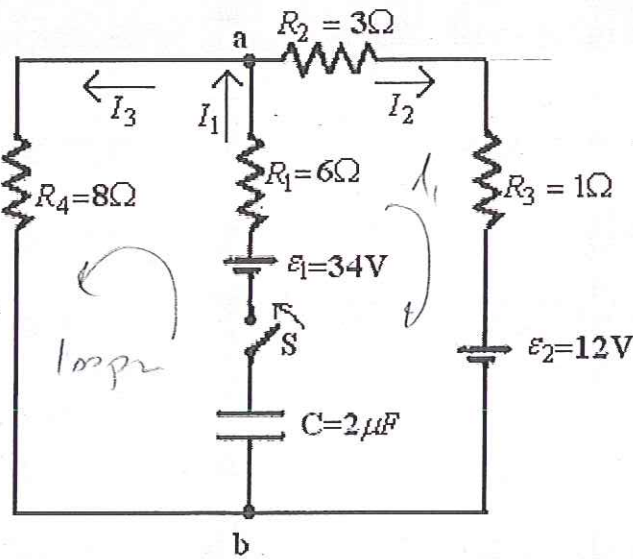 R₂ = 3Ω
a
I₃
I₁
I₂
R₄=8Ω
R₁=6Ω
R₃ = 1Ω
ε₁=34V
S
ε₂=12V
C=2μF
b